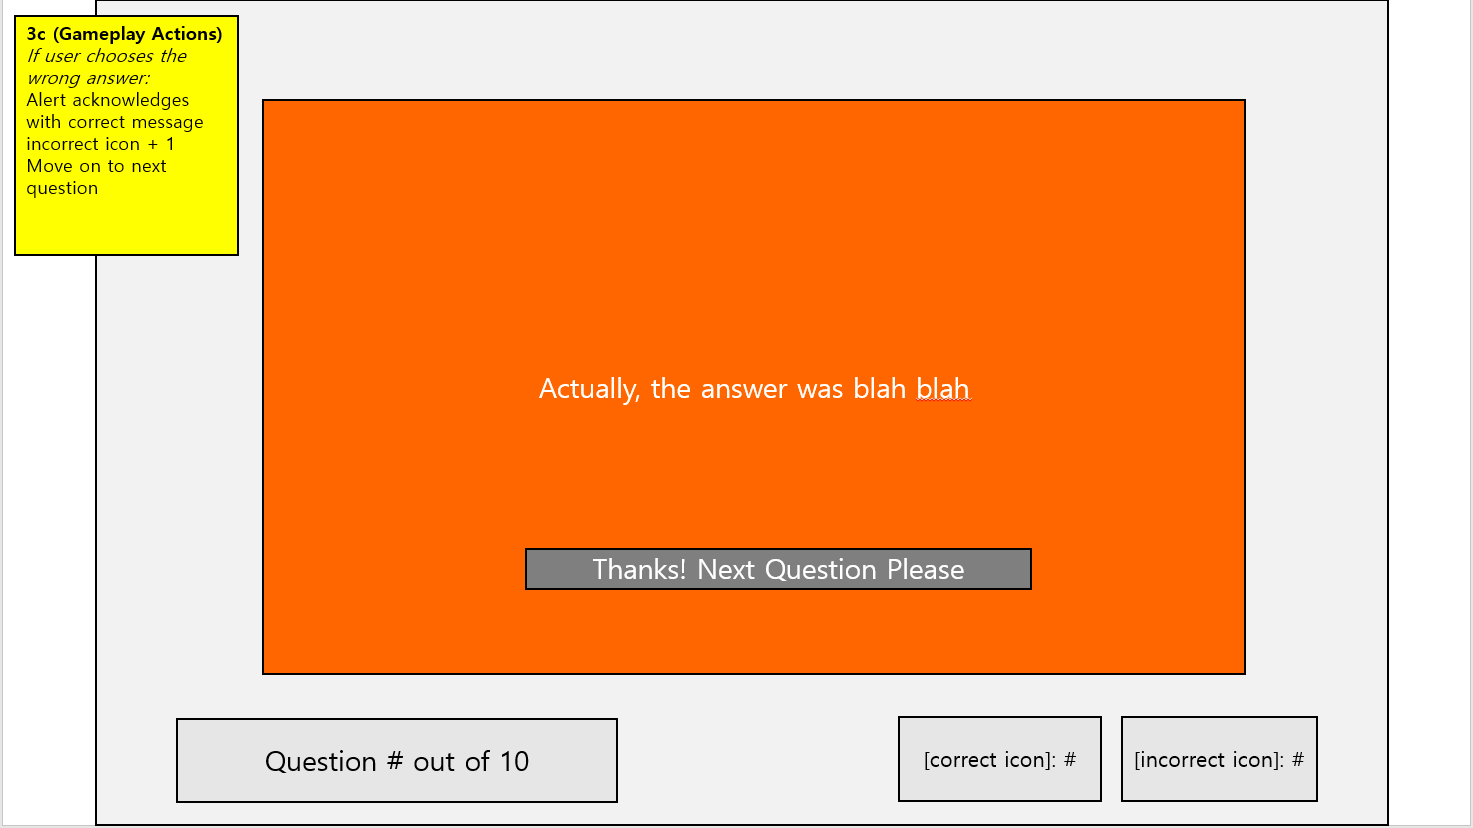 3c (Gameplay Actions)
If user chooses the
wrong answer:
Alert acknowledges
with correct message
incorrect icon + 1
Move on to next
question
Actually, the answer was blah blah
Thanks! Next Question Please
Question # out of 10
[correct icon]: #
[incorrect icon]: #